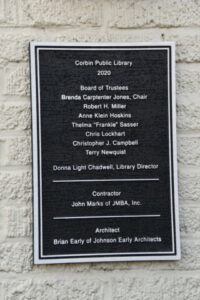 Corbin Public Library
2020
Board of Trustees
Brenda Carptenter Jones, Chair
Robert H. Miller
Anne Klein Hoskins
Thelma "Frankie" Sasser
Chris Lockhart
Christopher J. Campbell
Terry Newquist
Donna Light Chadwell, Library Director
Contractor
John Marks of JMBA, Inc.
Architect
Brian Early of Johnson Early Architects